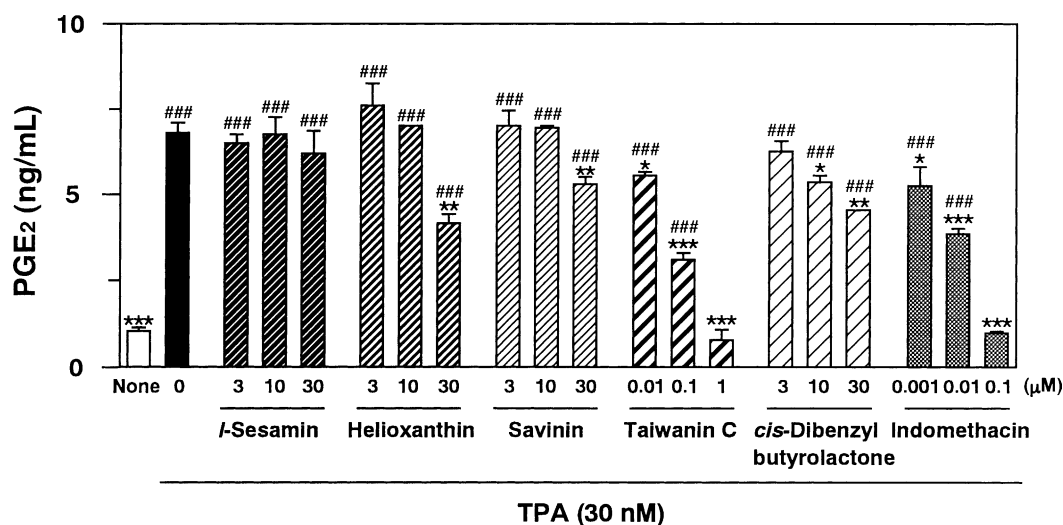 10
5
0
PGE2 (ng/mL)
*** ### ### ### ### ### ### ### ** ### ### ### ** ### * ### *** *** ### ### * ### ** ### * ### *** ***
None 0 3 10 30 3 10 30 3 10 30 0.01 0.1 1 3 10 30 0.001 0.01 0.1 (μM)
l-Sesamin Helioxanthin Savinin Taiwanin C cis-Dibenzyl Indomethacin
butyrolactone
TPA (30 nM)